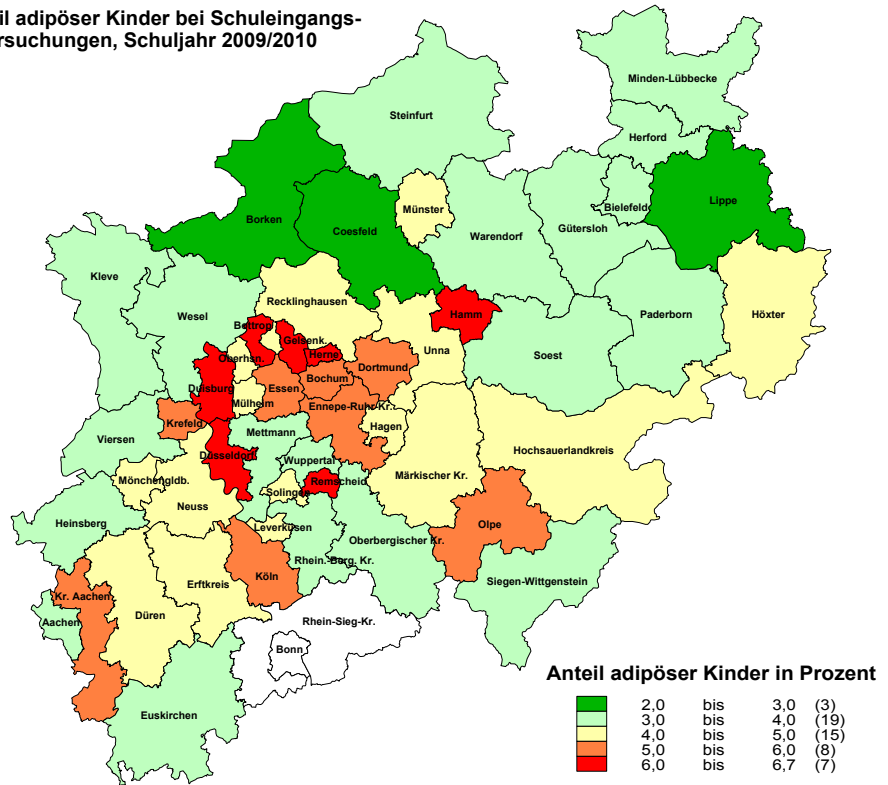 il adipöser Kinder bei Schuleingangs-
ersuchungen, Schuljahr 2009/2010
Minden-Lübbecke
Steinfurt
Herford
Lippe
Bielefeld
Münster
Borken
Gütersloh
Coesfeld
Warendorf
Kleve
Recklinghausen
Höxter
Wesel
Hamm
Paderborn
Bottrop
Gelsenk.
Unna
Herne
Soest
Oberhsn.
Dortmund
Duisburg
Essen
Bochum
Mülheim
Ennepe-Ruhr-Kr.
Krefeld
Hagen
Mettmann
Viersen
Hochsauerlandkreis
Düsseldorf
Wuppertal
Märkischer Kr.
Mönchengldb.
Remscheid
Solingen
Neuss
Heinsberg
Leverkusen
Olpe
Oberbergischer Kr.
Rhein.-Berg. Kr.
Köln
Erftkreis
Siegen-Wittgenstein
Kr. Aachen
Düren
Aachen
Rhein-Sieg-Kr.
Bonn
Euskirchen
Anteil adipöser Kinder in Prozent
2,0 bis 3,0 (3)
3,0 bis 4,0 (19)
4,0 bis 5,0 (15)
5,0 bis 6,0 (8)
6,0 bis 6,7 (7)